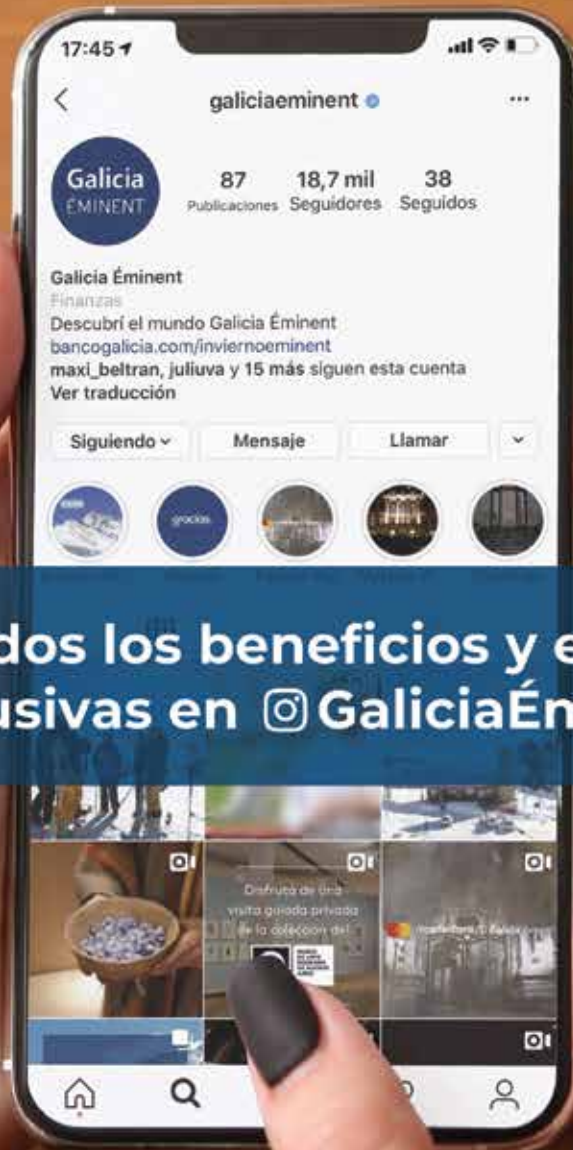 17:45
galiciaeminent
Galicia
ÉMINENT
87
18,7 mil
38
Publicaciones
Seguidores
Seguidos
Galicia Éminent
Finanzas
Descubrí el mundo Galicia Éminent
bancogalicia.com/inviernoeminent
maxi_beltran, juliuva y 15 más siguen esta cuenta
Ver traducción
Siguiendo
Mensaje
Llamar
gracias.
dos los beneficios y e
usivas en GaliciaÉn
Disfrutá de una
visita guiada privada
de la colección del